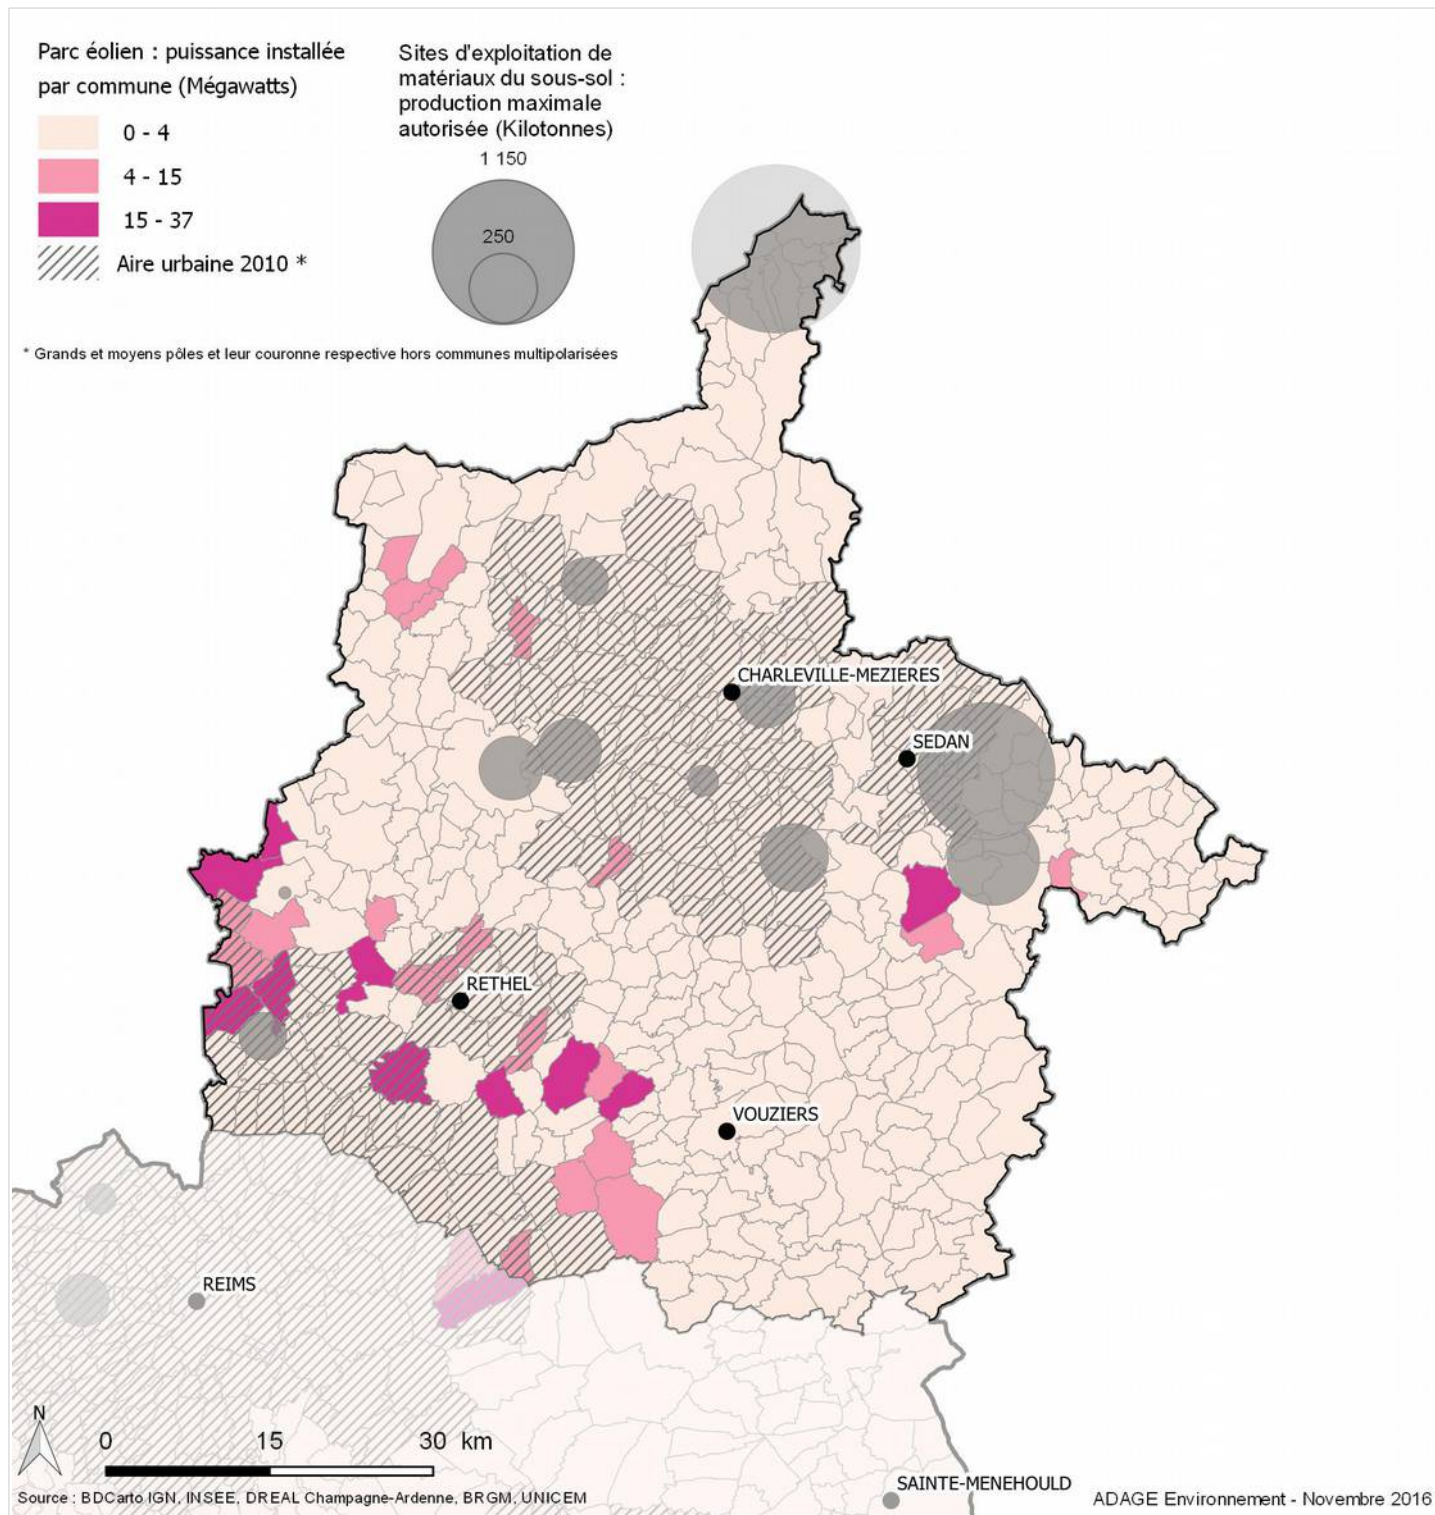 Parc éolien : puissance installée
par commune (Mégawatts)
0 - 4
4 - 15
15 - 37
Aire urbaine 2010 *
Sites d'exploitation de
matériaux du sous-sol :
production maximale
autorisée (Kilotonnes)
1 150
250
* Grands et moyens pôles et leur couronne respective hors communes multipolarisées
CHARLEVILLE-MEZIERES
SEDAN
RETHEL
VOUZIERS
REIMS
N
0 15 30 km
SAINTE-MENEHOULD
Source : BDCarto IGN, INSEE, DREAL Champagne-Ardenne, BRGM, UNICEM
ADAGE Environnement - Novembre 2016